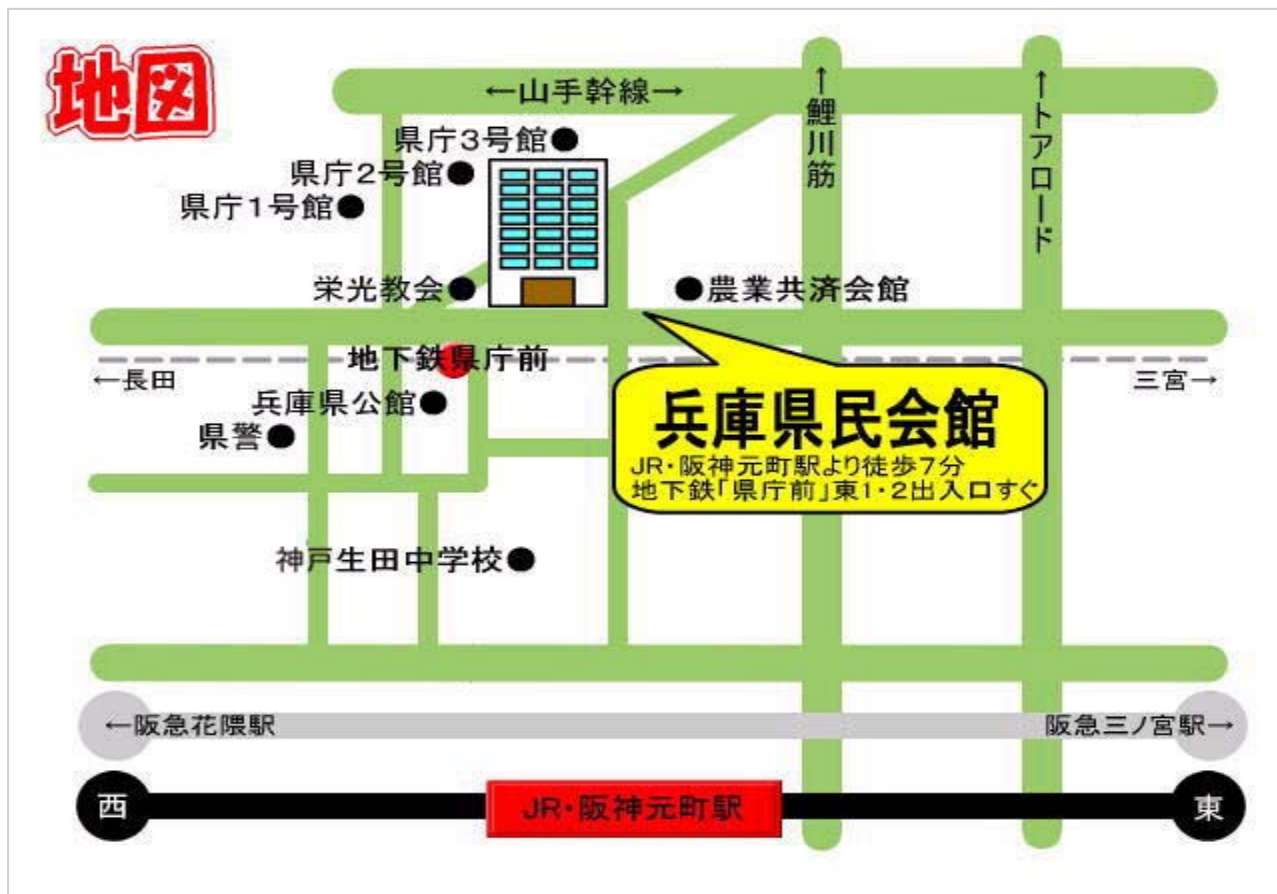 地図
←山手幹線→
↑鯉川筋
↑トアロード
県庁3号館●
県庁2号館●
県庁1号館●
栄光教会●
●農業共済会館
地下鉄県庁前
←長田
三宮→
兵庫県公館●
県警●
兵庫県民会館
JR・阪神元町駅より徒歩7分
地下鉄「県庁前」東1・2出入口すぐ
神戸生田中学校●
←阪急花隈駅
阪急三ノ宮駅→
西
JR・阪神元町駅
東